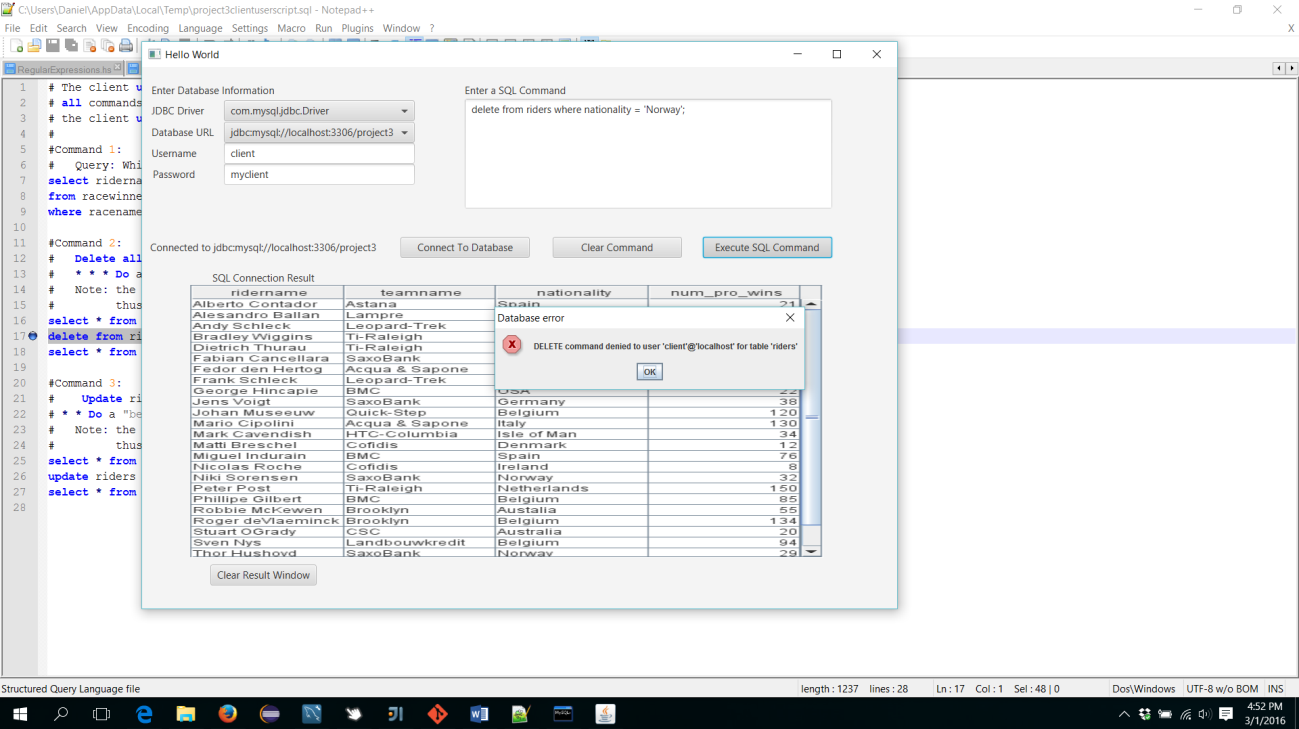 C:\Users\Daniel\AppData\Local\Temp\project3clientuserscript.sql - Notepad++
File Edit Search View Encoding Language Settings Macro Run Plugins Window ?
X
RegularExpressions.hs
1 # The client u
2 # all commands
3 # the client u
4 #
5 #Command 1:
6 # Query: Whi
7 select riderna
8 from racewinne
9 where racename
10
11 #Command 2:
12 # Delete all
13 # * * * Do a
14 # Note: the
15 # thus
16 select * from
17 delete from ri
18 select * from
19
20 #Command 3:
21 # Update ri
22 # * * Do a "be
23 # Note: the
24 # thus
25 select * from
26 update riders
27 select * from
28
Hello World
Enter Database Information
JDBC Driver com.mysql.jdbc.Driver
Database URL jdbc:mysql://localhost:3306/project3
Username client
Password myclient
Enter a SQL Command
delete from riders where nationality = 'Norway';
Connected to jdbc:mysql://localhost:3306/project3 Connect To Database Clear Command Execute SQL Command
SQL Connection Result
ridername teamname nationality num_pro_wins
Alberto Contador Astana Spain 21
Alesandro Ballan Lampre
Andy Schleck Leopard-Trek
Bradley Wiggins Ti-Raleigh
Dietrich Thurau Ti-Raleigh
Fabian Cancellara SaxoBank
Fedor den Hertog Acqua & Sapone
Frank Schleck Leopard-Trek
George Hincapie BMC USA 22
Jens Voigt SaxoBank Germany 38
Johan Museeuw Quick-Step Belgium 120
Mario Cipolini Acqua & Sapone Italy 130
Mark Cavendish HTC-Columbia Isle of Man 34
Matti Breschel Cofidis Denmark 12
Miguel Indurain BMC Spain 76
Nicolas Roche Cofidis Ireland 8
Niki Sorensen SaxoBank Norway 32
Peter Post Ti-Raleigh Netherlands 150
Phillipe Gilbert BMC Belgium 85
Robbie McKewen Brooklyn Austalia 55
Roger deVlaeminck Brooklyn Belgium 134
Stuart OGrady CSC Australia 20
Sven Nys Landbouwkredit Belgium 94
Thor Hushovd SaxoBank Norway 29
Database error
DELETE command denied to user 'client'@'localhost' for table 'riders'
OK
Clear Result Window
Structured Query Language file length : 1237 lines : 28 Ln : 17 Col : 1 Sel : 48 | 0 Dos\Windows UTF-8 w/o BOM INS
4:52 PM
3/1/2016